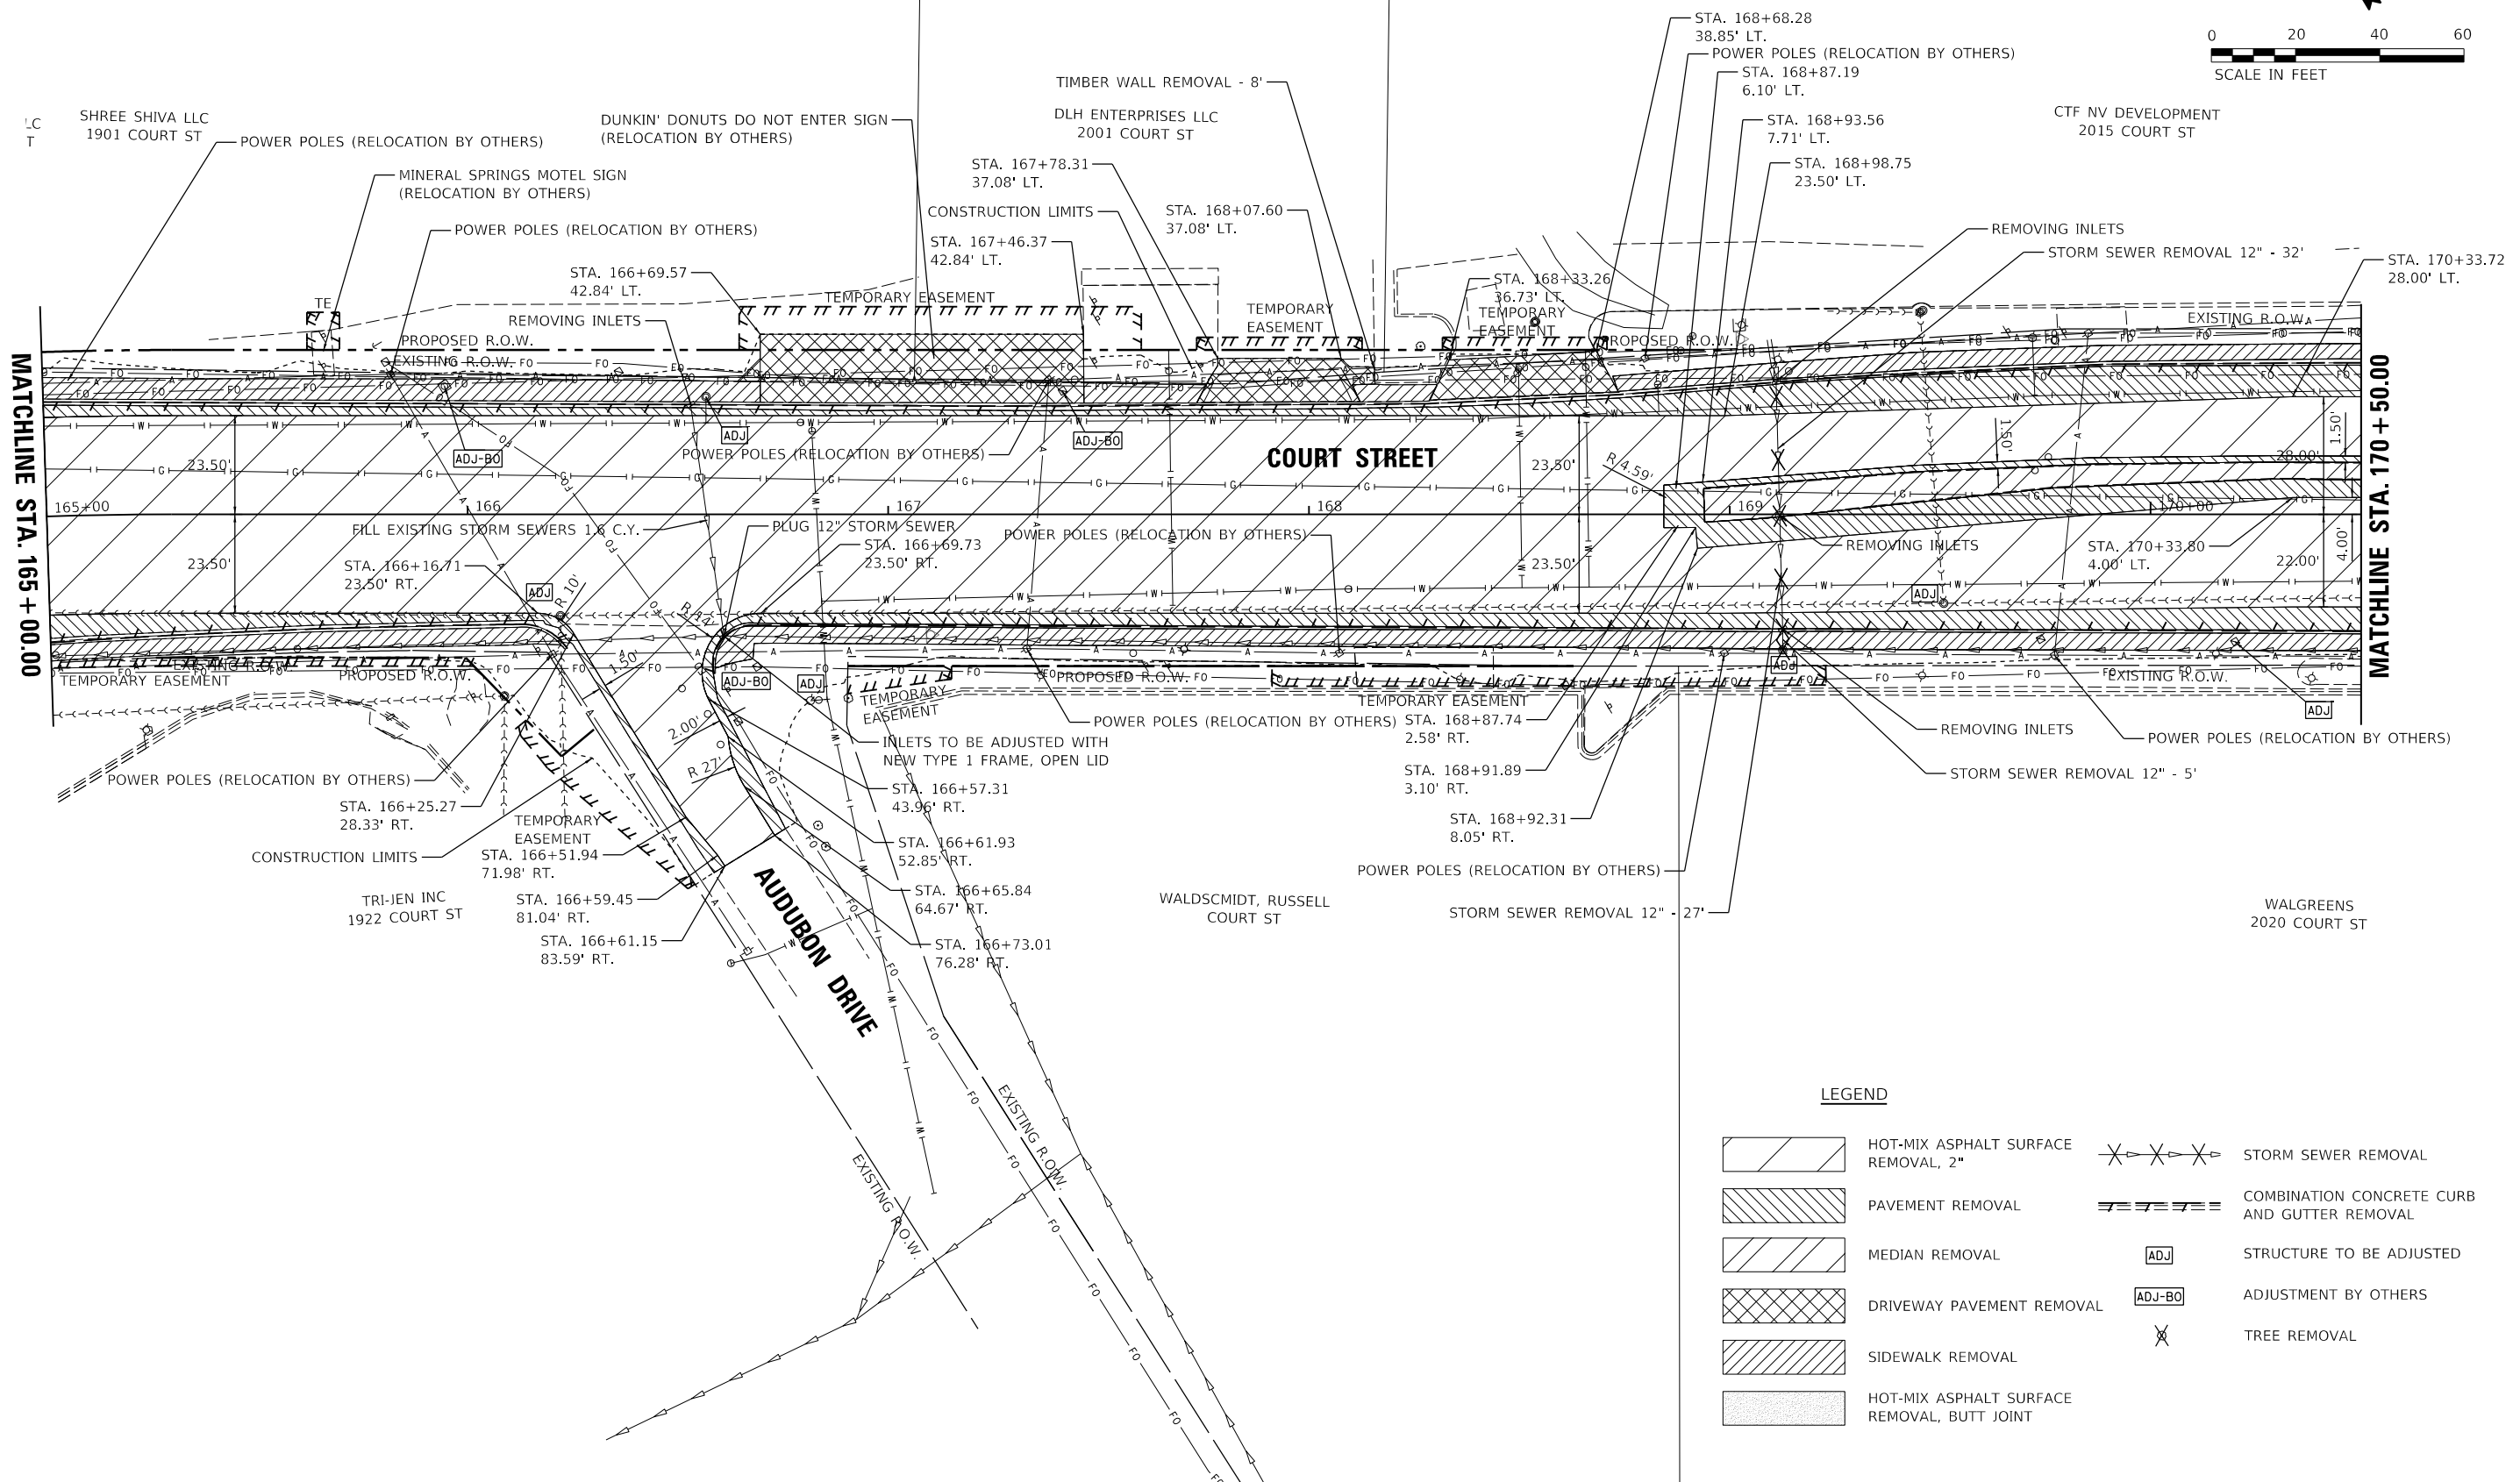 STA. 168+68.28
38.85' LT.
POWER POLES (RELOCATION BY OTHERS)
STA. 168+87.19
6.10' LT.
0 20 40 60
SCALE IN FEET
TIMBER WALL REMOVAL - 8'
DLH ENTERPRISES LLC
2001 COURT ST
LC
T
SHREE SHIVA LLC
1901 COURT ST
POWER POLES (RELOCATION BY OTHERS)
DUNKIN' DONUTS DO NOT ENTER SIGN
(RELOCATION BY OTHERS)
STA. 168+93.56
7.71' LT.
CTF NV DEVELOPMENT
2015 COURT ST
MINERAL SPRINGS MOTEL SIGN
(RELOCATION BY OTHERS)
STA. 167+78.31
37.08' LT.
STA. 168+98.75
23.50' LT.
CONSTRUCTION LIMITS
STA. 168+07.60
37.08' LT.
POWER POLES (RELOCATION BY OTHERS)
STA. 167+46.37
42.84' LT.
REMOVING INLETS
STORM SEWER REMOVAL 12" - 32'
STA. 170+33.72
28.00' LT.
STA. 166+69.57
42.84' LT.
STA. 168+33.26
36.73' LT.
TE
TEMPORARY EASEMENT
TEMPORARY
EASEMENT
TEMPORARY
EASEMENT
REMOVING INLETS
PROPOSED R.O.W.
EXISTING R.O.W.
PROPOSED R.O.W.
EXISTING R.O.W.
MATCHLINE STA. 165+00.00
MATCHLINE STA. 170+50.00
ADJ
ADJ-BO
ADJ-BO
POWER POLES (RELOCATION BY OTHERS)
COURT STREET
23.50'
23.50'
R 4.59'
1.50'
1.50'
28.00'
165+00
166
167
168
169
170+00
FILL EXISTING STORM SEWERS 1.6 C.Y.
PLUG 12" STORM SEWER
STA. 166+69.73
23.50' RT.
POWER POLES (RELOCATION BY OTHERS)
REMOVING INLETS
STA. 170+33.80
4.00' LT.
4.00'
22.00'
23.50'
23.50'
STA. 166+16.71
23.50' RT.
ADJ
R 10'
R 14'
ADJ
EXISTING R.O.W.
TEMPORARY EASEMENT
PROPOSED R.O.W.
1.50'
ADJ-BO
ADJ
TEMPORARY
EASEMENT
PROPOSED R.O.W.
TEMPORARY EASEMENT
ADJ
EXISTING R.O.W.
ADJ
2.00'
R 27'
POWER POLES (RELOCATION BY OTHERS)
STA. 168+87.74
2.58' RT.
INLETS TO BE ADJUSTED WITH
NEW TYPE 1 FRAME, OPEN LID
REMOVING INLETS
POWER POLES (RELOCATION BY OTHERS)
POWER POLES (RELOCATION BY OTHERS)
STA. 168+91.89
3.10' RT.
STORM SEWER REMOVAL 12" - 5'
STA. 166+57.31
43.96' RT.
STA. 166+25.27
28.33' RT.
TEMPORARY
EASEMENT
STA. 168+92.31
8.05' RT.
CONSTRUCTION LIMITS
STA. 166+51.94
71.98' RT.
STA. 166+61.93
52.85' RT.
POWER POLES (RELOCATION BY OTHERS)
STA. 166+65.84
64.67' RT.
TRI-JEN INC
1922 COURT ST
STA. 166+59.45
81.04' RT.
AUDUBON DRIVE
WALDSCMIDT, RUSSELL
COURT ST
STORM SEWER REMOVAL 12" - 27'
WALGREENS
2020 COURT ST
STA. 166+61.15
83.59' RT.
STA. 166+73.01
76.28' RT.
EXISTING R.O.W.
EXISTING R.O.W.
LEGEND
HOT-MIX ASPHALT SURFACE
REMOVAL, 2"
PAVEMENT REMOVAL
MEDIAN REMOVAL
DRIVEWAY PAVEMENT REMOVAL
SIDEWALK REMOVAL
HOT-MIX ASPHALT SURFACE
REMOVAL, BUTT JOINT
STORM SEWER REMOVAL
COMBINATION CONCRETE CURB
AND GUTTER REMOVAL
ADJ STRUCTURE TO BE ADJUSTED
ADJ-BO ADJUSTMENT BY OTHERS
TREE REMOVAL